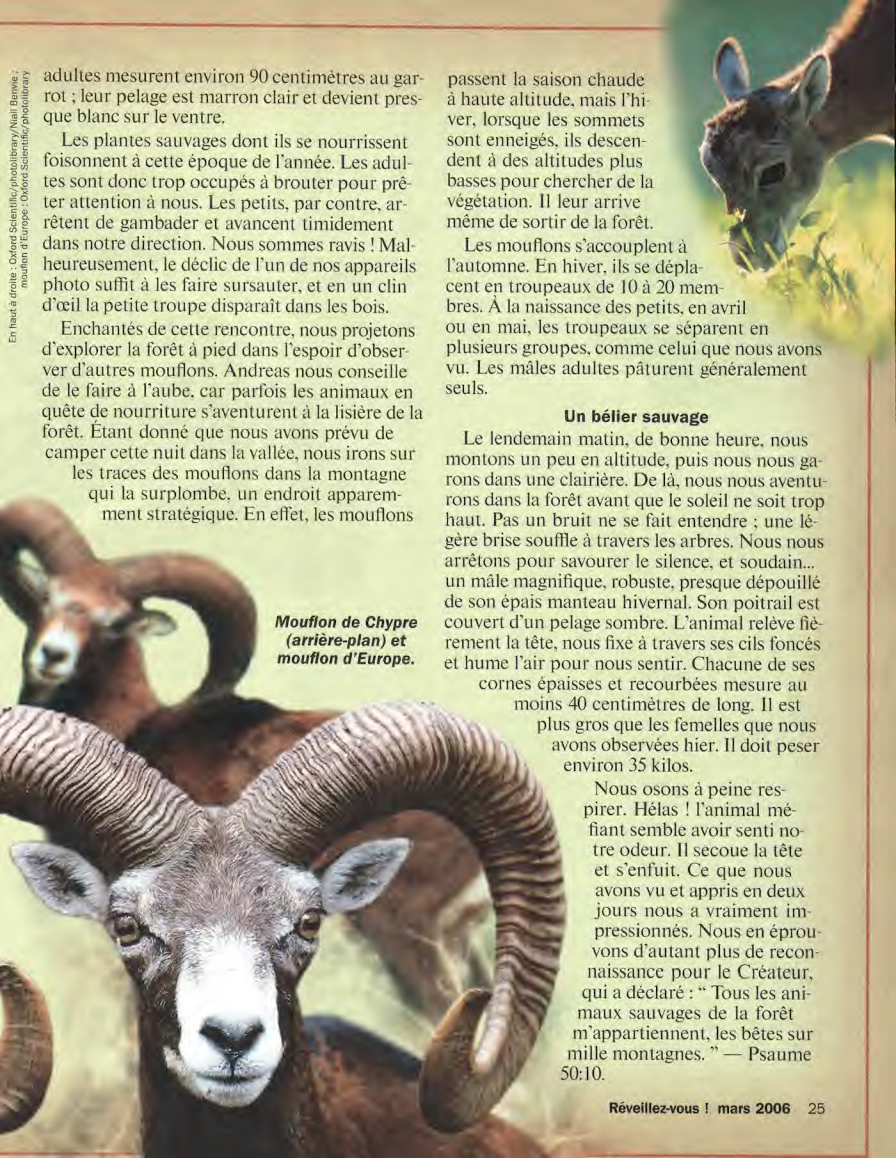 En haut à droite : Oxford Scientific/photolibrary/Niall Benvie ;
mouflon d'Europe : Oxford Scientific/photolibrary
adultes mesurent environ 90 centimètres au gar-
rot ; leur pelage est marron clair et devient pres-
que blanc sur le ventre.
Les plantes sauvages dont ils se nourrissent
foisonnent à cette époque de l'année. Les adul-
tes sont donc trop occupés à brouter pour prê-
ter attention à nous. Les petits, par contre, ar-
rêtent de gambader et avancent timidement
dans notre direction. Nous sommes ravis ! Mal-
heureusement, le déclic de l'un de nos appareils
photo suffit à les faire sursauter, et en un clin
d'œil la petite troupe disparaît dans les bois.
Enchantés de cette rencontre, nous projetons
d'explorer la forêt à pied dans l'espoir d'obser-
ver d'autres mouflons. Andreas nous conseille
de le faire à l'aube, car parfois les animaux en
quête de nourriture s'aventurent à la lisière de la
forêt. Étant donné que nous avons prévu de
camper cette nuit dans la vallée, nous irons sur
les traces des mouflons dans la montagne
qui la surplombe, un endroit apparem-
ment stratégique. En effet, les mouflons
Mouflon de Chypre
(arrière-plan) et
mouflon d'Europe.
passent la saison chaude
à haute altitude, mais l'hi-
ver, lorsque les sommets
sont enneigés, ils descen-
dent à des altitudes plus
basses pour chercher de la
végétation. Il leur arrive
même de sortir de la forêt.
Les mouflons s'accouplent à
l'automne. En hiver, ils se dépla-
cent en troupeaux de 10 à 20 mem-
bres. À la naissance des petits, en avril
ou en mai, les troupeaux se séparent en
plusieurs groupes, comme celui que nous avons
vu. Les mâles adultes pâturent généralement
seuls.
Un bélier sauvage
Le lendemain matin, de bonne heure, nous
montons un peu en altitude, puis nous nous ga-
rons dans une clairière. De là, nous nous aventu-
rons dans la forêt avant que le soleil ne soit trop
haut. Pas un bruit ne se fait entendre ; une lé-
gère brise souffle à travers les arbres. Nous nous
arrêtons pour savourer le silence, et soudain...
un mâle magnifique, robuste, presque dépouillé
de son épais manteau hivernal. Son poitrail est
couvert d'un pelage sombre. L'animal relève fiè-
rement la tête, nous fixe à travers ses cils foncés
et hume l'air pour nous sentir. Chacune de ses
cornes épaisses et recourbées mesure au
moins 40 centimètres de long. Il est
plus gros que les femelles que nous
avons observées hier. Il doit peser
environ 35 kilos.
Nous osons à peine res-
pirer. Hélas ! l'animal mé-
fiant semble avoir senti no-
tre odeur. Il secoue la tête
et s'enfuit. Ce que nous
avons vu et appris en deux
jours nous a vraiment im-
pressionnés. Nous en éprou-
vons d'autant plus de recon-
naissance pour le Créateur,
qui a déclaré : “ Tous les ani-
maux sauvages de la forêt
m'appartiennent, les bêtes sur
mille montagnes. ” — Psaume
50:10.
Réveillez-vous ! mars 2006 25